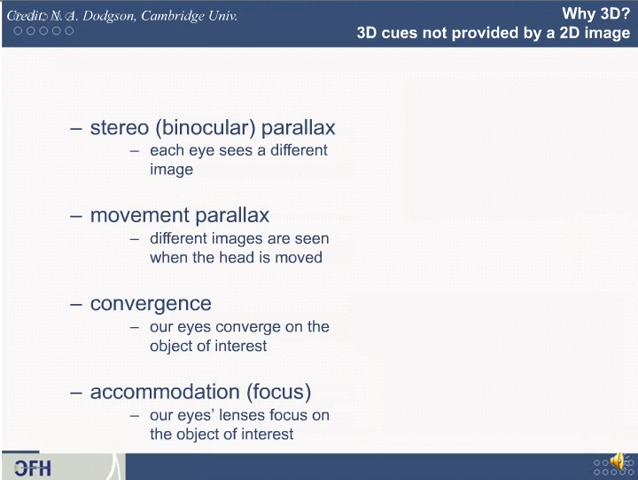 Credit: N. A. Dodgson, Cambridge Univ.
Why 3D?
3D cues not provided by a 2D image
– stereo (binocular) parallax
– each eye sees a different
image
– movement parallax
– different images are seen
when the head is moved
– convergence
– our eyes converge on the
object of interest
– accommodation (focus)
– our eyes’ lenses focus on
the object of interest
OFH